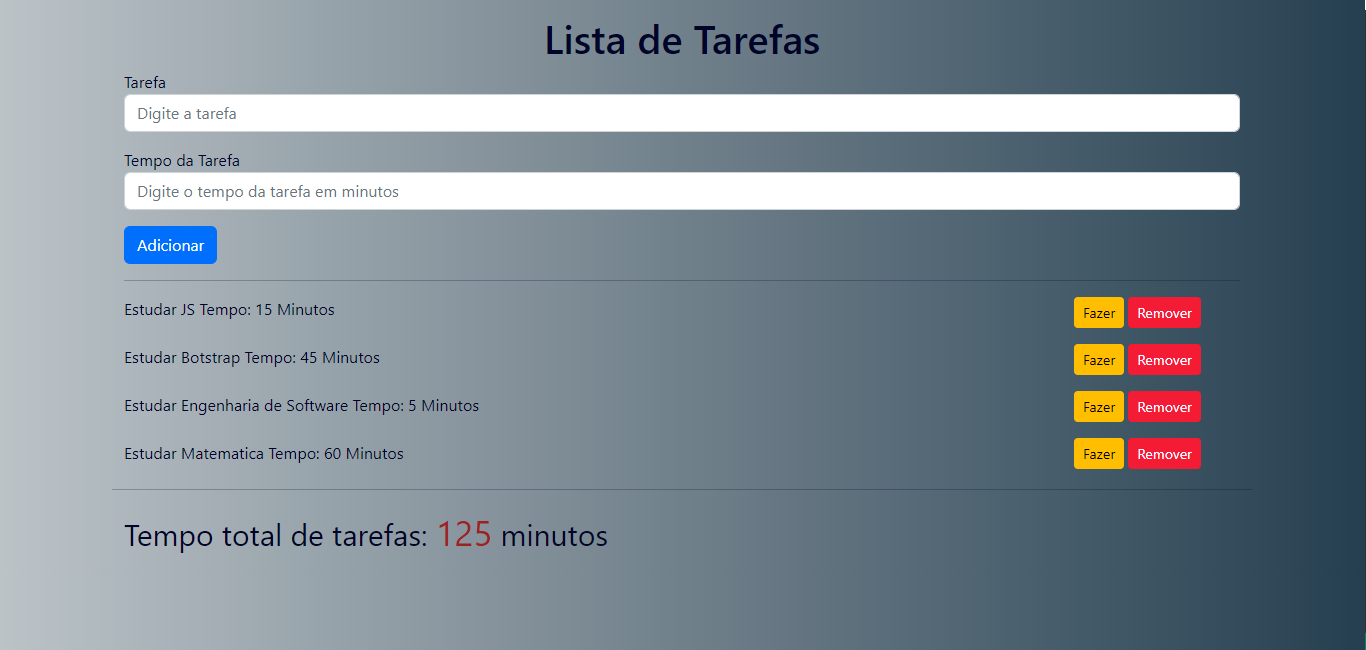 Lista de Tarefas
Tarefa
Digite a tarefa
Tempo da Tarefa
Digite o tempo da tarefa em minutos
Adicionar
Estudar JS Tempo: 15 Minutos Fazer Remover
Estudar Botstrap Tempo: 45 Minutos Fazer Remover
Estudar Engenharia de Software Tempo: 5 Minutos Fazer Remover
Estudar Matematica Tempo: 60 Minutos Fazer Remover
Tempo total de tarefas: 125 minutos